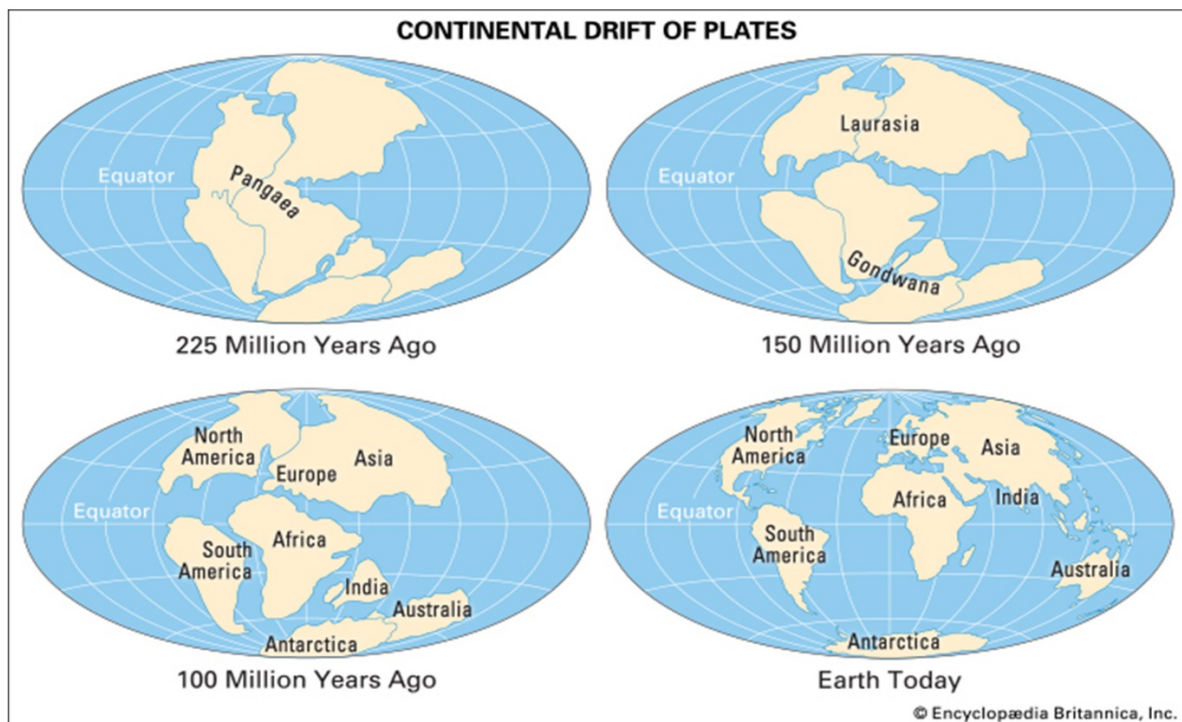 CONTINENTAL DRIFT OF PLATES
Equator
Pangaea
225 Million Years Ago
Laurasia
Equator
Gondwana
150 Million Years Ago
North
America
Europe
Asia
Equator
South
America
Africa
India
Australia
Antarctica
100 Million Years Ago
North
America
Europe
Asia
Equator
Africa
India
South
America
Australia
Antarctica
Earth Today
© Encyclopædia Britannica, Inc.